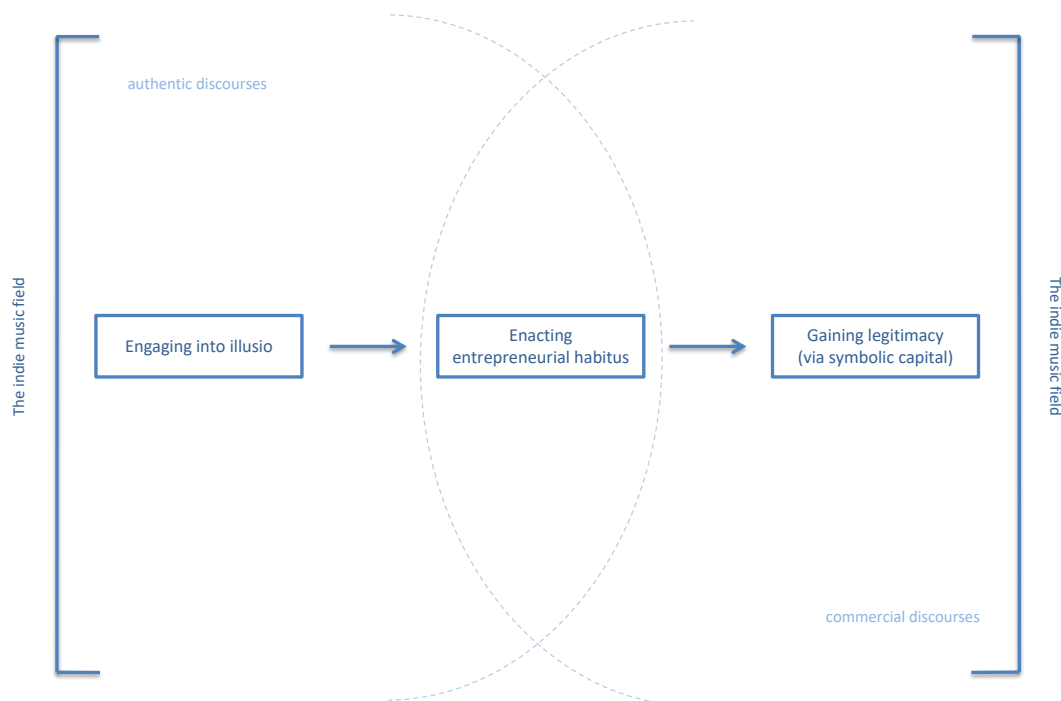 authentic discourses
The indie music field
Engaging into illusio
Enacting
entrepreneurial habitus
Gaining legitimacy
(via symbolic capital)
The indie music field
commercial discourses